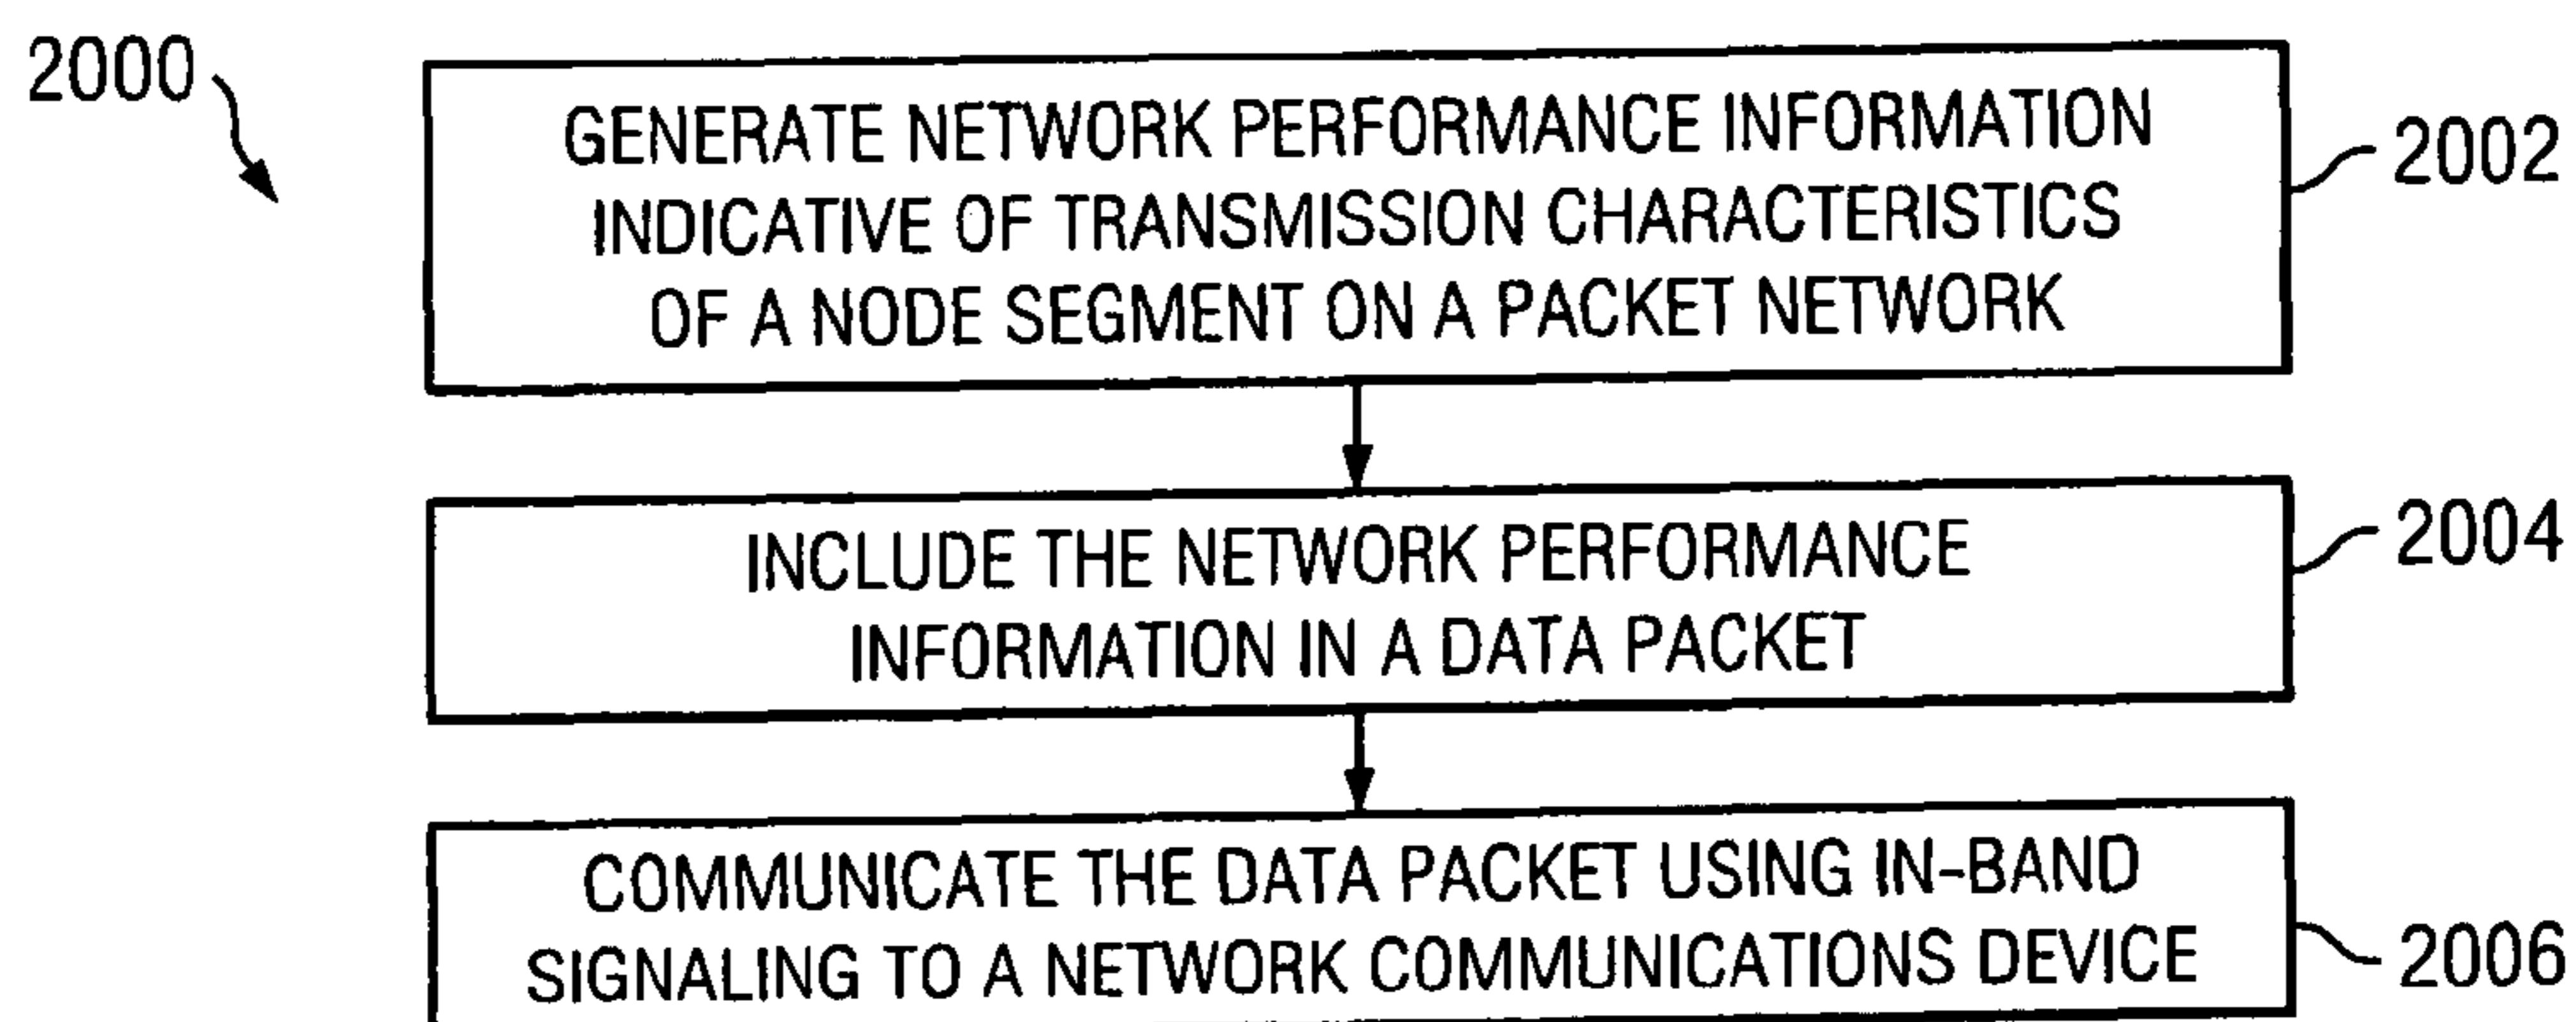 2000
GENERATE NETWORK PERFORMANCE INFORMATION
INDICATIVE OF TRANSMISSION CHARACTERISTICS
OF A NODE SEGMENT ON A PACKET NETWORK
2002
INCLUDE THE NETWORK PERFORMANCE
INFORMATION IN A DATA PACKET
2004
COMMUNICATE THE DATA PACKET USING IN-BAND
SIGNALING TO A NETWORK COMMUNICATIONS DEVICE
2006